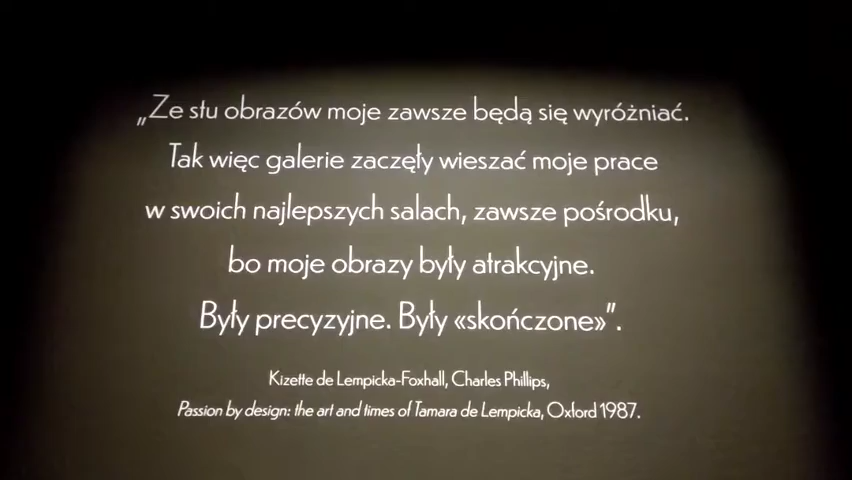 „Ze stu obrazów moje zawsze będą się wyróżniać.
Tak więc galerie zaczęły wieszać moje prace
w swoich najlepszych salach, zawsze pośrodku,
bo moje obrazy były atrakcyjne.
Były precyzyjne. Były «skończone»”.
Kizette de Lempicka-Foxhall, Charles Phillips,
Passion by design: the art and times of Tamara de Lempicka, Oxford 1987.